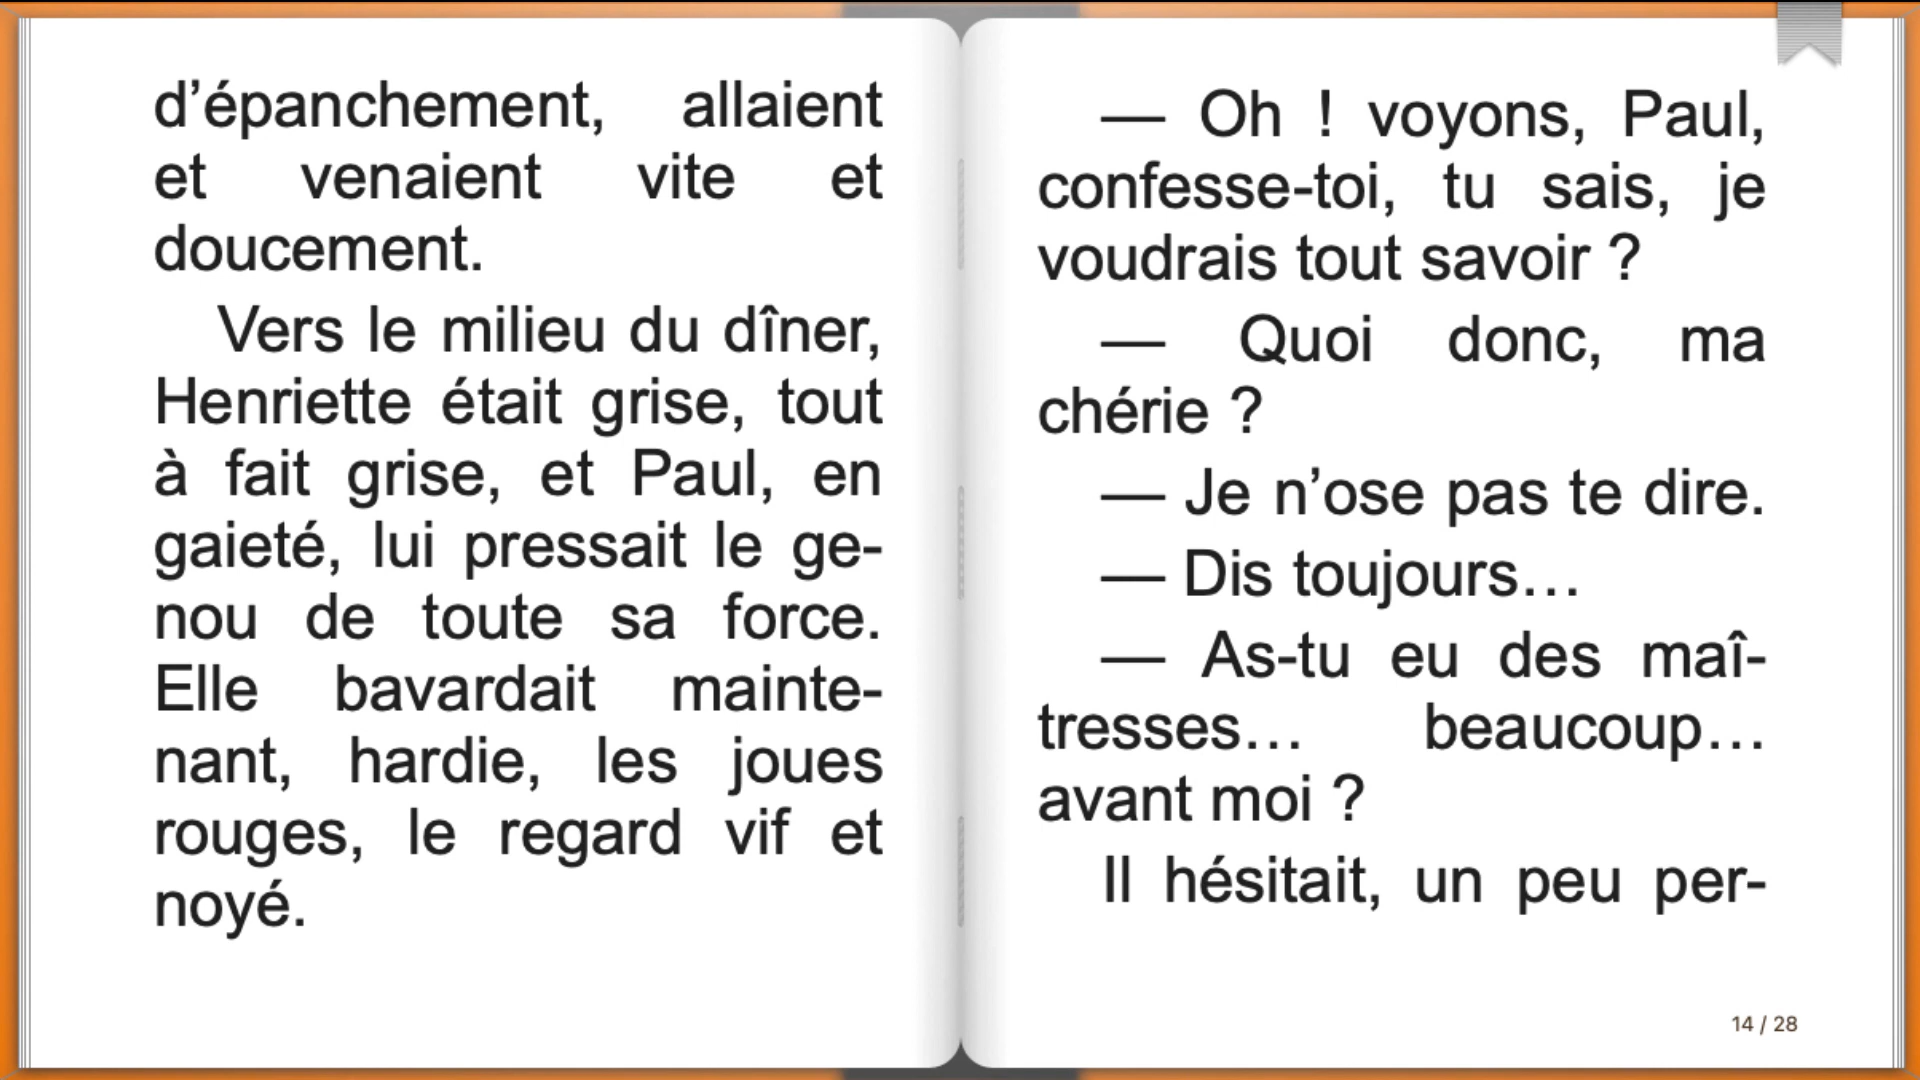 d’épanchement, allaient
et venaient vite et
doucement.
Vers le milieu du dîner,
Henriette était grise, tout
à fait grise, et Paul, en
gaieté, lui pressait le ge-
nou de toute sa force.
Elle bavardait mainte-
nant, hardie, les joues
rouges, le regard vif et
noyé.
— Oh ! voyons, Paul,
confesse-toi, tu sais, je
voudrais tout savoir ?
— Quoi donc, ma
chérie ?
— Je n’ose pas te dire.
— Dis toujours…
— As-tu eu des maî-
tresses… beaucoup…
avant moi ?
Il hésitait, un peu per-
14 / 28